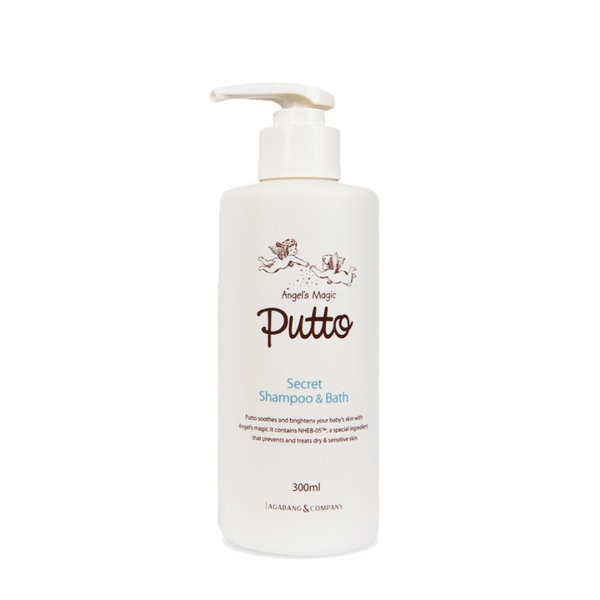 Angel's Magic
Putto
Secret
Shampoo & Bath
Putto soothes and brightens your baby's skin with
Angel's magic. It contains NHEB-05™, a special ingredient
that prevents and treats dry & sensitive skin.
300ml
AGABANG&COMPANY